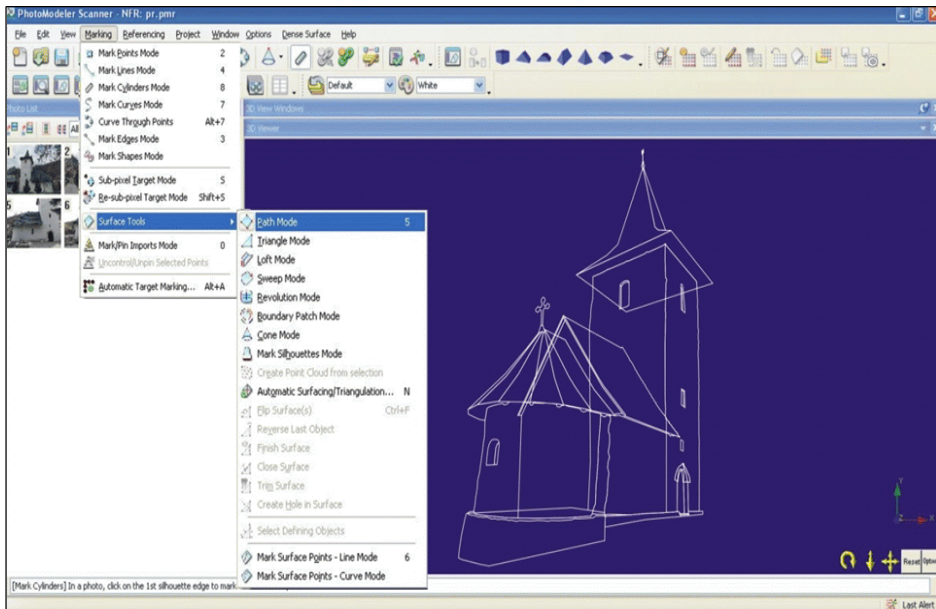 PhotoModeler Scanner - NFR: pr.pmr
File Edit View Marking Referencing Project Window Options Dense Surface Help
Default White
Photo List
3D View Windows
3D Viewer
All
1 2
5 6
Mark Points Mode 2
Mark Lines Mode 4
Mark Cylinders Mode 8
Mark Curves Mode 7
Curve Through Points Alt+7
Mark Edges Mode 3
Mark Shapes Mode
Sub-pixel Target Mode S
Re-sub-pixel Target Mode Shift+S
Surface Tools
Mark/Pin Imports Mode 0
Uncontrol/Unpin Selected Points
Automatic Target Marking... Alt+A
Path Mode 5
Triangle Mode
Loft Mode
Sweep Mode
Revolution Mode
Boundary Patch Mode
Cone Mode
Mark Silhouettes Mode
Create Point Cloud from selection
Automatic Surfacing/Triangulation... N
Flip Surface(s) Ctrl+F
Reverse Last Object
Finish Surface
Close Surface
Trim Surface
Create Hole in Surface
Select Defining Objects
Mark Surface Points - Line Mode 6
Mark Surface Points - Curve Mode
Y
Z X
Reset
[Mark Cylinders] In a photo, click on the 1st silhouette edge to mark
Last Alert